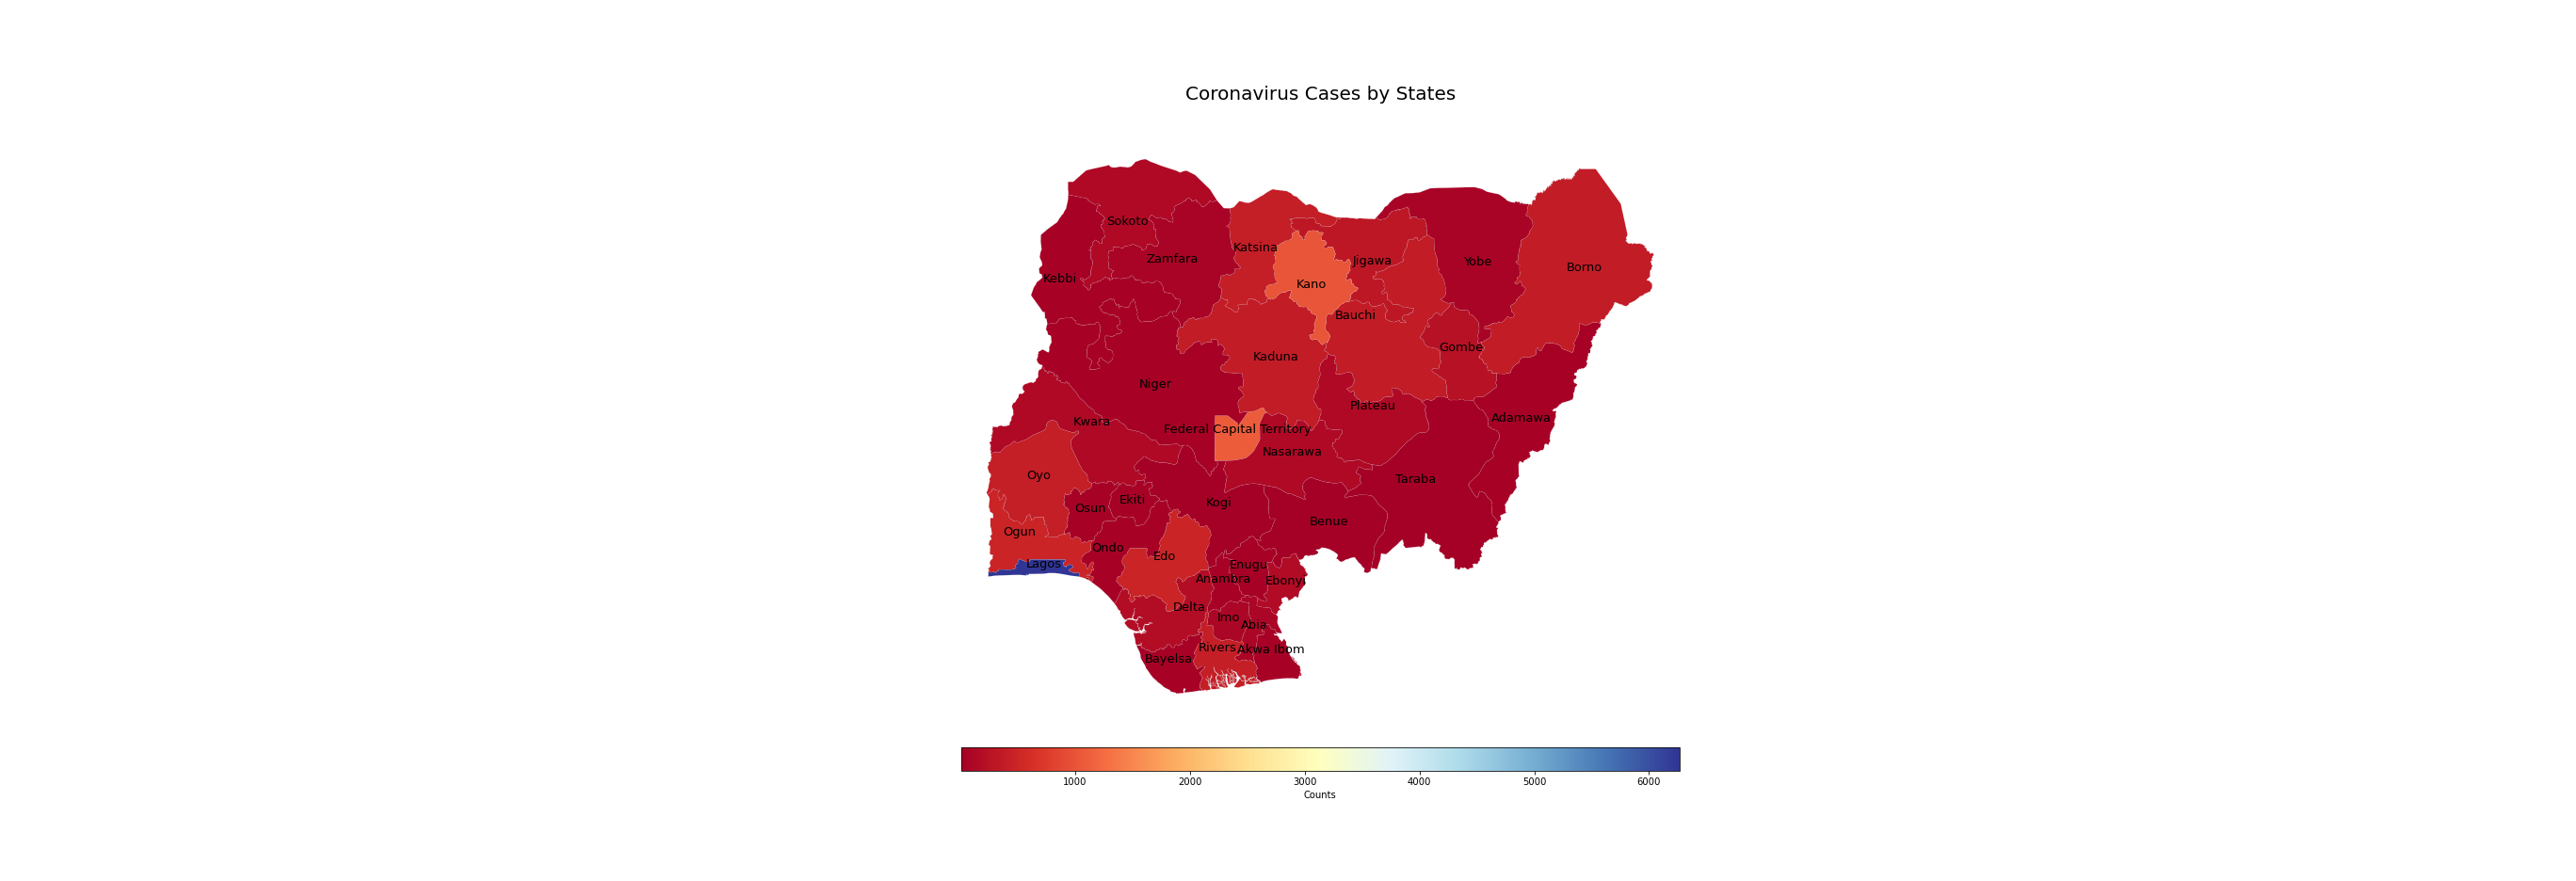 Coronavirus Cases by States
Sokoto
Katsina
Zamfara
Jigawa
Yobe
Borno
Kebbi
Kano
Bauchi
Gombe
Kaduna
Niger
Plateau
Adamawa
Kwara
Federal Capital Territory
Nasarawa
Oyo
Taraba
Ekiti
Kogi
Osun
Benue
Ogun
Ondo
Edo
Lagos
Enugu
Anambra
Ebonyi
Delta
Imo
Abia
Rivers
Akwa Ibom
Bayelsa
1000 2000 3000 4000 5000 6000
Counts